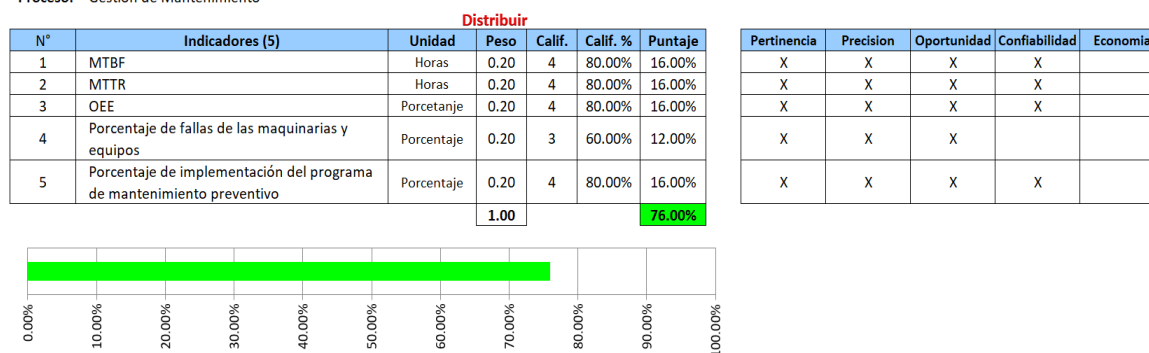 Proceso: Gestión de Mantenimiento
Distribuir
N° Indicadores (5) Unidad Peso Calif. Calif. % Puntaje Pertinencia Precision Oportunidad Confiabilidad Economia
1 MTBF Horas 0.20 4 80.00% 16.00% X X X X
2 MTTR Horas 0.20 4 80.00% 16.00% X X X X
3 OEE Porcetanje 0.20 4 80.00% 16.00% X X X X
4 Porcentaje de fallas de las maquinarias y
equipos Porcentaje 0.20 3 60.00% 12.00% X X X
5 Porcentaje de implementación del programa
de mantenimiento preventivo Porcentaje 0.20 4 80.00% 16.00% X X X X
1.00 76.00%
0.00% 10.00% 20.00% 30.00% 40.00% 50.00% 60.00% 70.00% 80.00% 90.00% 100.00%